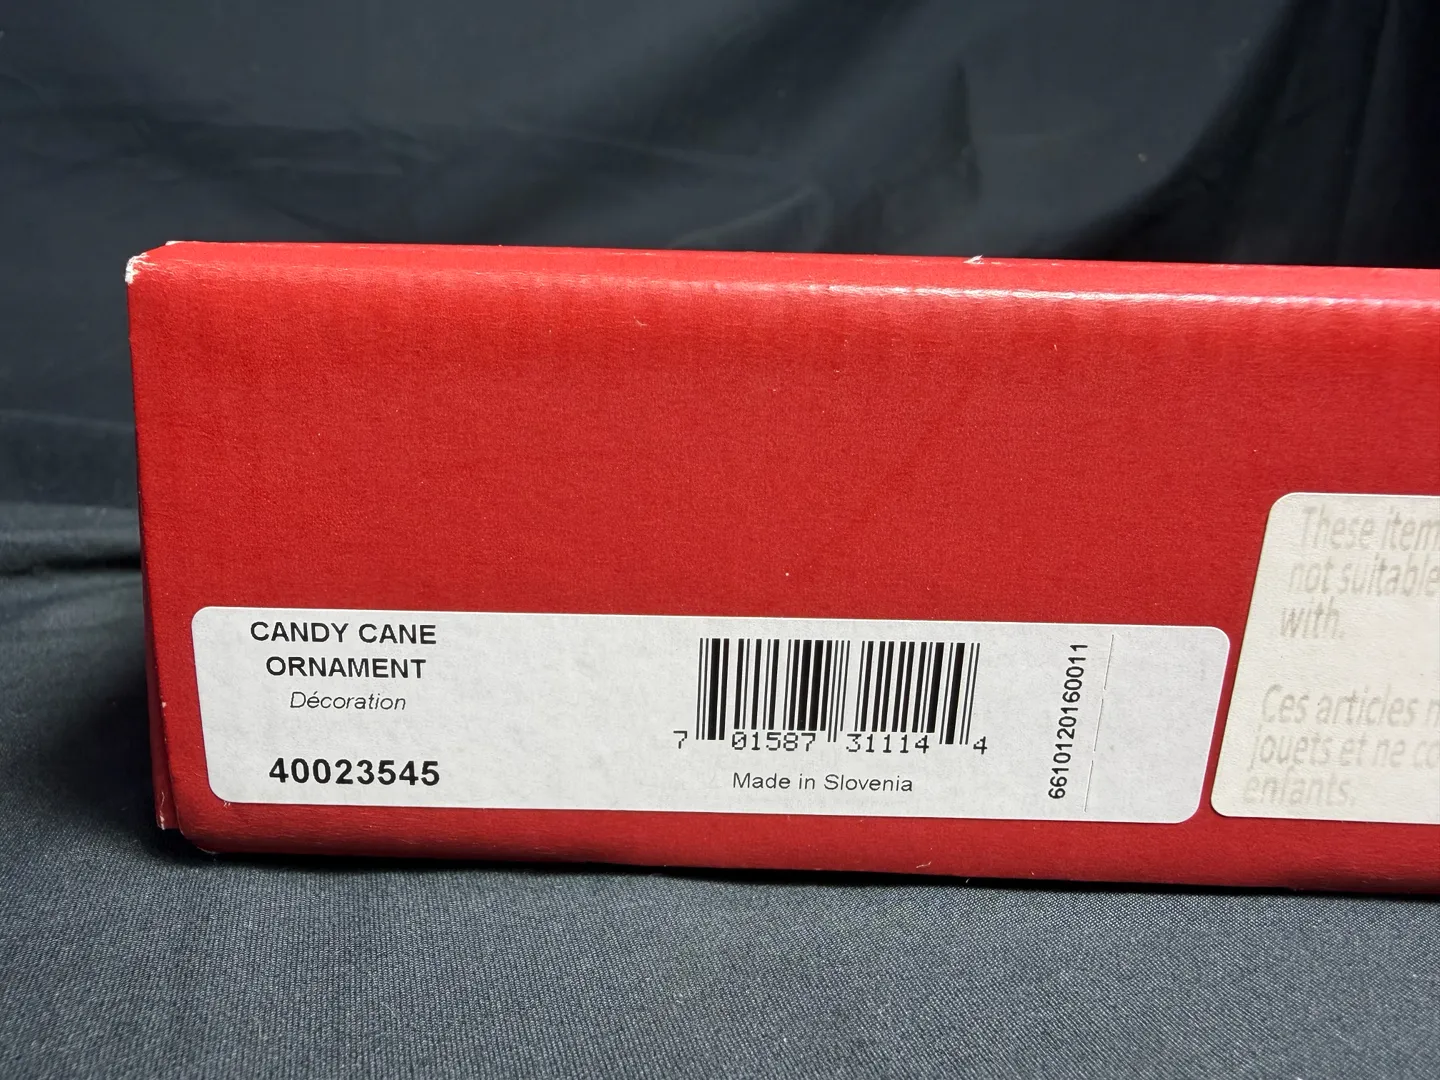 CANDY CANE
ORNAMENT
Décoration
40023545
7 01587 31114 4
Made in Slovenia
6610120160011
These item
not suitable
with.
Ces articles
jouets et ne
enfants.